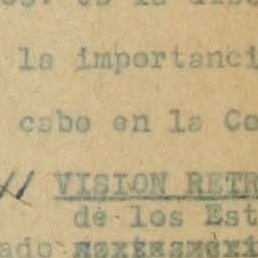 la importanci
cabo en la Co
// VISION RETR
de los Est
ado